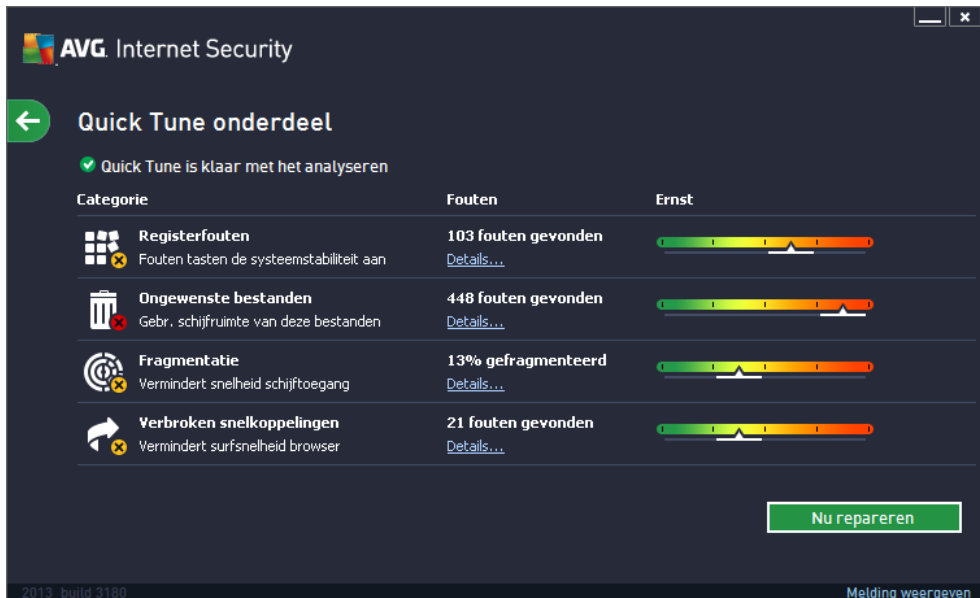 AVG. Internet Security
Quick Tune onderdeel
Quick Tune is klaar met het analyseren
Categorie Fouten Ernst
Registerfouten 103 fouten gevonden
Fouten tasten de systeemstabiliteit aan Details...
Ongewenste bestanden 448 fouten gevonden
Gebr. schijfruimte van deze bestanden Details...
Fragmentatie 13% gefragmenteerd
Vermindert snelheid schijftoegang Details...
Verbroken snelkoppelingen 21 fouten gevonden
Vermindert surfsnelheid browser Details...
Nu repareren
2013 build 3180 Melding weergeven